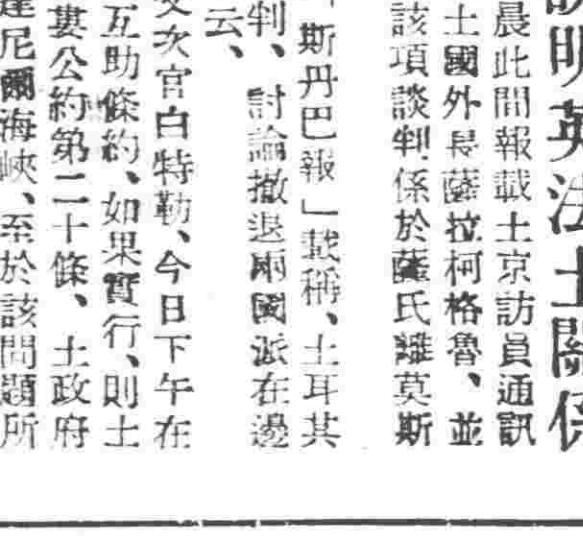 說明英法土關係
晨此間報載土京訪員通訊
土國外長薩拉柯格魯、並
該項談判係於薩氏離莫斯
斯丹巴報」載稱、土耳其
判、討論撤退兩國派在邊
云、
次官白特勒、今日下午在
互助條約、如果實行、則土
婁公約第二十條、土政府
達尼爾海峽、至於該問題所